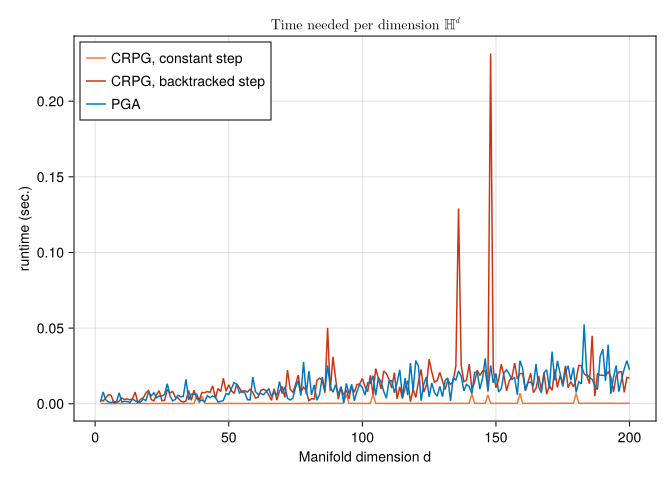 Time needed per dimension ℍᵈ
CRPG, constant step
CRPG, backtracked step
PGA
runtime (sec.)
0.20
0.15
0.10
0.05
0.00
0 50 100 150 200
Manifold dimension d